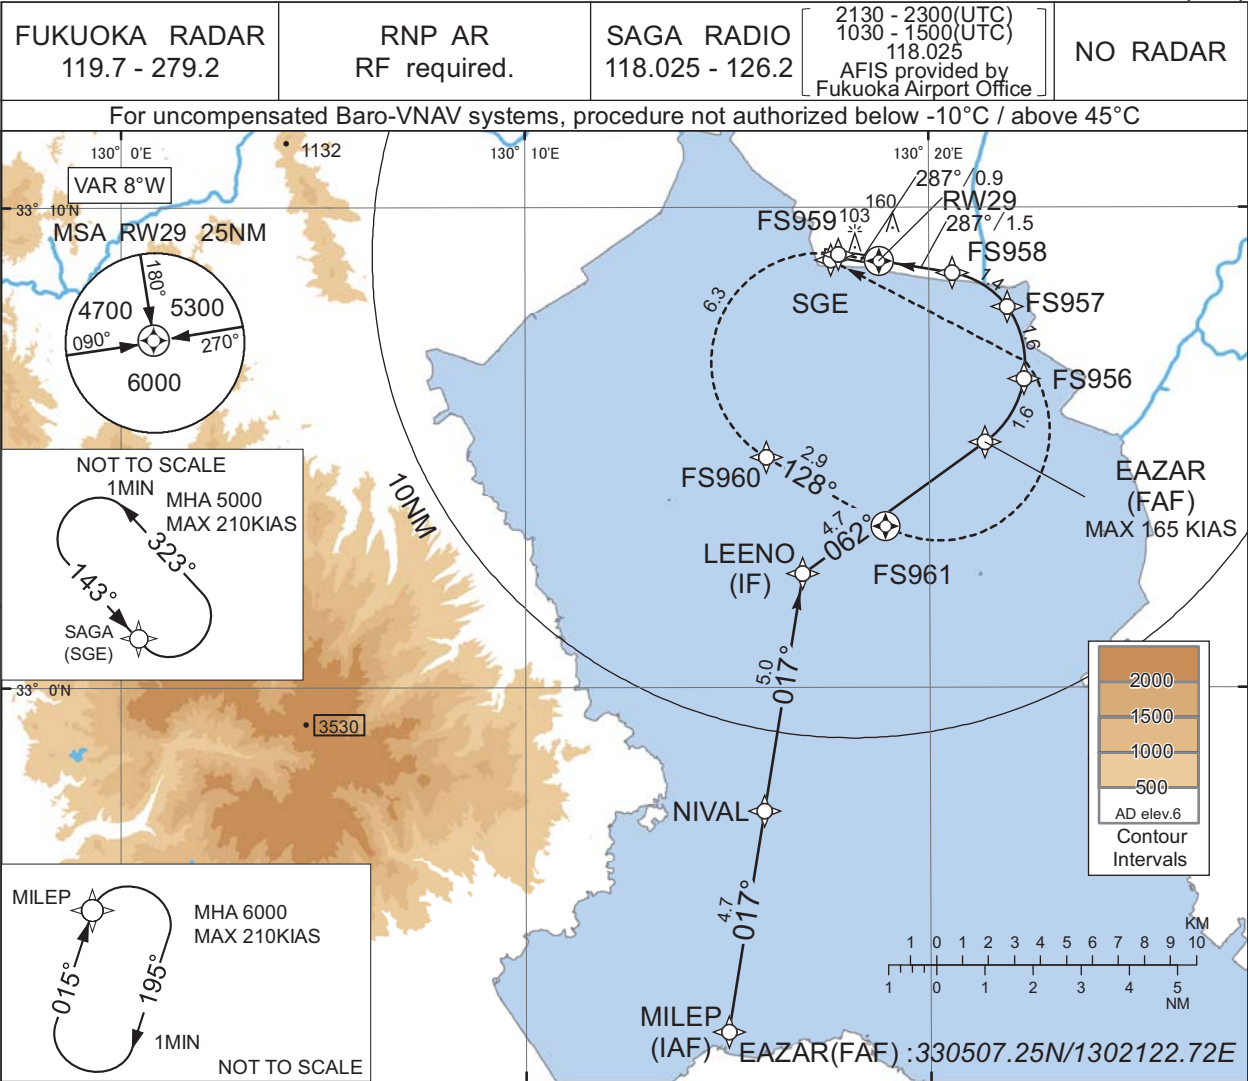 FUKUOKA RADAR
119.7 - 279.2
RNP AR
RF required.
SAGA RADIO
118.025 - 126.2
2130 - 2300(UTC)
1030 - 1500(UTC)
118.025
AFIS provided by
Fukuoka Airport Office
NO RADAR
For uncompensated Baro-VNAV systems, procedure not authorized below -10°C / above 45°C
130° 0'E
130° 10'E
130° 20'E
1132
VAR 8°W
33° 10'N
MSA RW29 25NM
180°
4700
5300
090°
270°
6000
287° / 0.9
RW29
287° / 1.5
160
103
FS959
FS958
1.4
FS957
SGE
6.3
1.6
FS956
1.6
EAZAR
(FAF)
MAX 165 KIAS
FS960
2.9
128°
4.7
062°
LEENO
(IF)
FS961
10NM
NOT TO SCALE
1MIN
MHA 5000
MAX 210KIAS
323°
143°
SAGA
(SGE)
33° 0'N
3530
5.0
017°
NIVAL
4.7
017°
MILEP
(IAF)
2000
1500
1000
500
AD elev.6
Contour
Intervals
MILEP
MHA 6000
MAX 210KIAS
015°
195°
1MIN
NOT TO SCALE
KM
1 0 1 2 3 4 5 6 7 8 9 10
1 0 1 2 3 4 5
NM
EAZAR(FAF) :330507.25N/1302122.72E